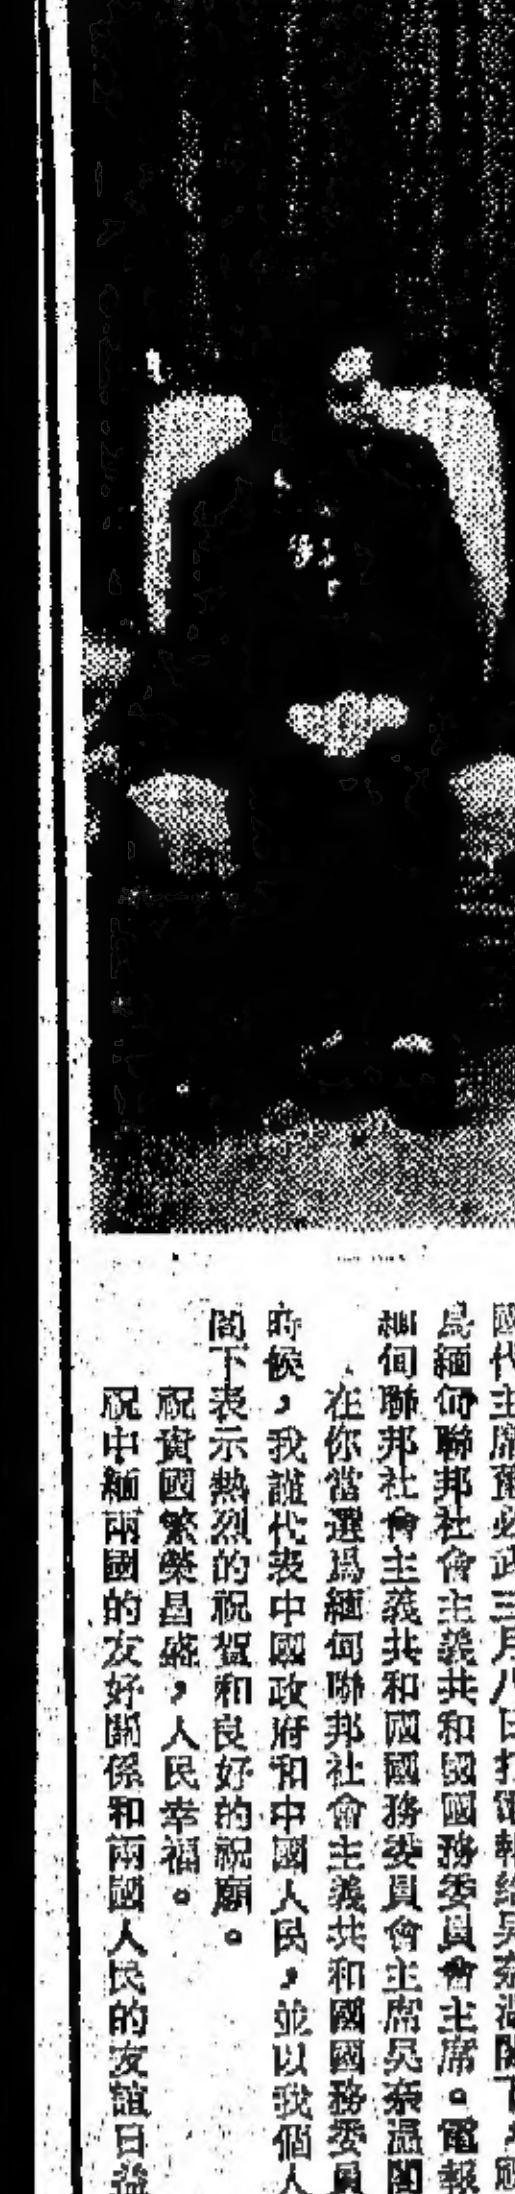 國代主席董必武三月八日打電報給吳奈溫閣下,祝
為緬甸聯邦社會主義共和國國務委員會主席。電報
緬甸聯邦社會主義共和國國務委員會主席吳奈溫閣
在你當選爲緬甸聯邦社會主義共和國國務委員
時候,我謹代表中國政府和中國人民,並以我個人
閣下表示熱烈的祝賀和良好的祝願。
祝貴國繁榮昌盛,人民幸福。
祝中緬兩國的友好關係和兩國人民的友誼日益